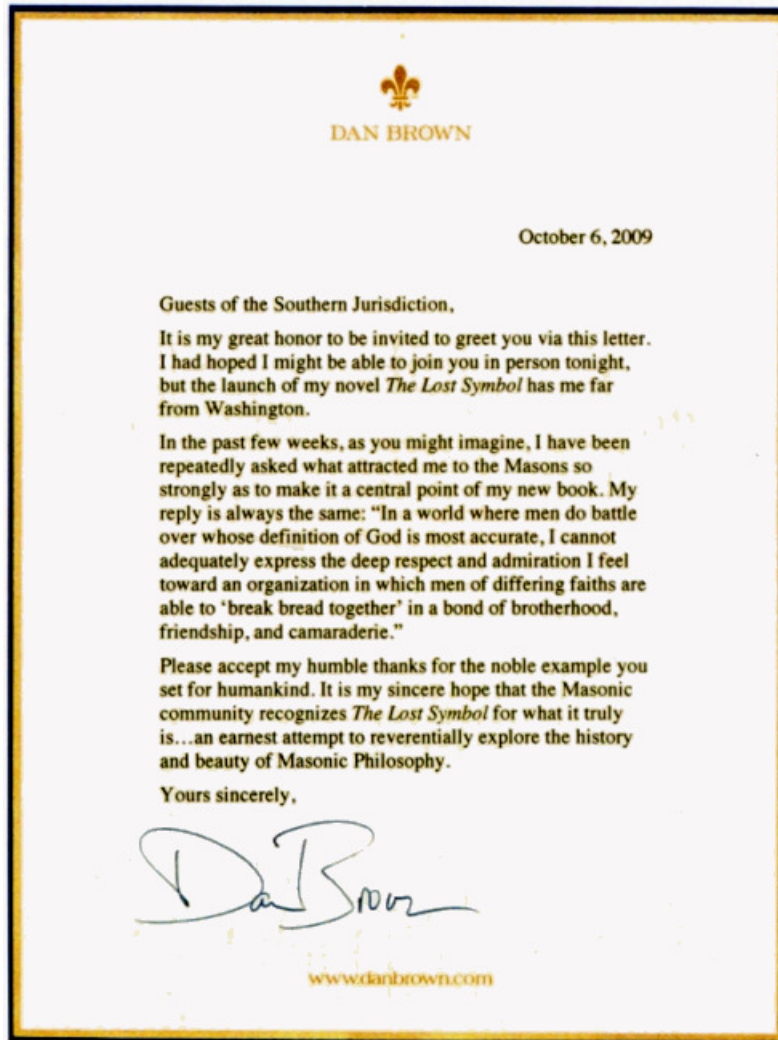 DAN BROWN
October 6, 2009
Guests of the Southern Jurisdiction,
It is my great honor to be invited to greet you via this letter.
I had hoped I might be able to join you in person tonight,
but the launch of my novel The Lost Symbol has me far
from Washington.
In the past few weeks, as you might imagine, I have been
repeatedly asked what attracted me to the Masons so
strongly as to make it a central point of my new book. My
reply is always the same: “In a world where men do battle
over whose definition of God is most accurate, I cannot
adequately express the deep respect and admiration I feel
toward an organization in which men of differing faiths are
able to ‘break bread together’ in a bond of brotherhood,
friendship, and camaraderie.”
Please accept my humble thanks for the noble example you
set for humankind. It is my sincere hope that the Masonic
community recognizes The Lost Symbol for what it truly
is...an earnest attempt to reverentially explore the history
and beauty of Masonic Philosophy.
Yours sincerely,
Dan Brown
www.danbrown.com